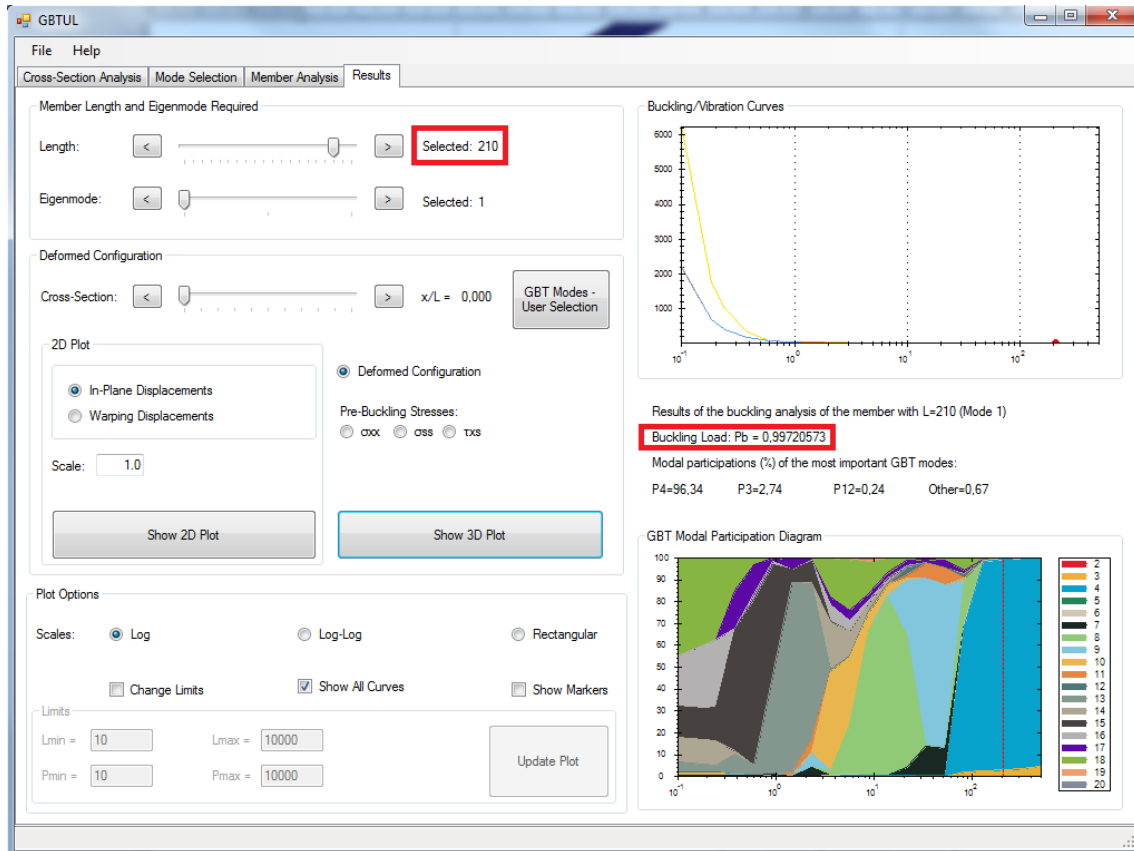 GBTUL
File Help
Cross-Section Analysis Mode Selection Member Analysis Results
Member Length and Eigenmode Required
Length: < > Selected: 210
Eigenmode: < > Selected: 1
Deformed Configuration
Cross-Section: < > x/L = 0,000
GBT Modes -
User Selection
2D Plot
In-Plane Displacements
Warping Displacements
Scale: 1.0
Show 2D Plot
Deformed Configuration
Pre-Buckling Stresses:
σxx σss τxs
Show 3D Plot
Plot Options
Scales: Log Log-Log Rectangular
Change Limits Show All Curves Show Markers
Limits
Lmin = 10 Lmax = 10000
Pmin = 10 Pmax = 10000
Update Plot
Buckling/Vibration Curves
6000
5000
4000
3000
2000
1000
10-1 100 101 102
Results of the buckling analysis of the member with L=210 (Mode 1)
Buckling Load: Pb = 0,99720573
Modal participations (%) of the most important GBT modes:
P4=96,34 P3=2,74 P12=0,24 Other=0,67
GBT Modal Participation Diagram
100
90
80
70
60
50
40
30
20
10
0
10-1 100 101 102
2
3
4
5
6
7
8
9
10
11
12
13
14
15
16
17
18
19
20